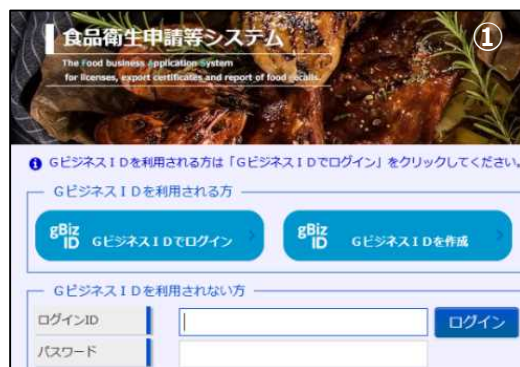 食品衛生申請等システム
①
The Food business Application System
for licenses, export certificates and report of food recalls.
GビジネスIDを利用される方は「GビジネスIDでログイン」をクリックしてください。
GビジネスIDを利用される方
gBiz ID GビジネスIDでログイン
gBiz ID GビジネスIDを作成
GビジネスIDを利用されない方
ログインID
ログイン
パスワード